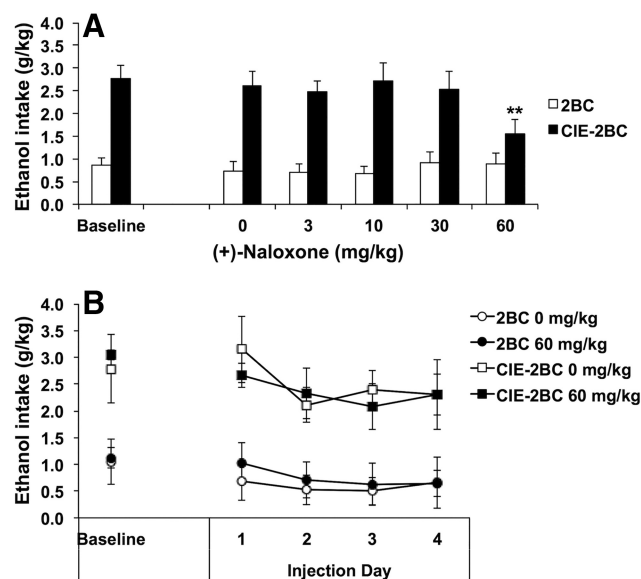 A
Ethanol intake (g/kg)
4.0
3.5
3.0
2.5
2.0
1.5
1.0
0.5
0.0
**
2BC
CIE-2BC
Baseline 0 3 10 30 60
(+)-Naloxone (mg/kg)
B
Ethanol intake (g/kg)
4.0
3.5
3.0
2.5
2.0
1.5
1.0
0.5
0.0
2BC 0 mg/kg
2BC 60 mg/kg
CIE-2BC 0 mg/kg
CIE-2BC 60 mg/kg
Baseline 1 2 3 4
Injection Day